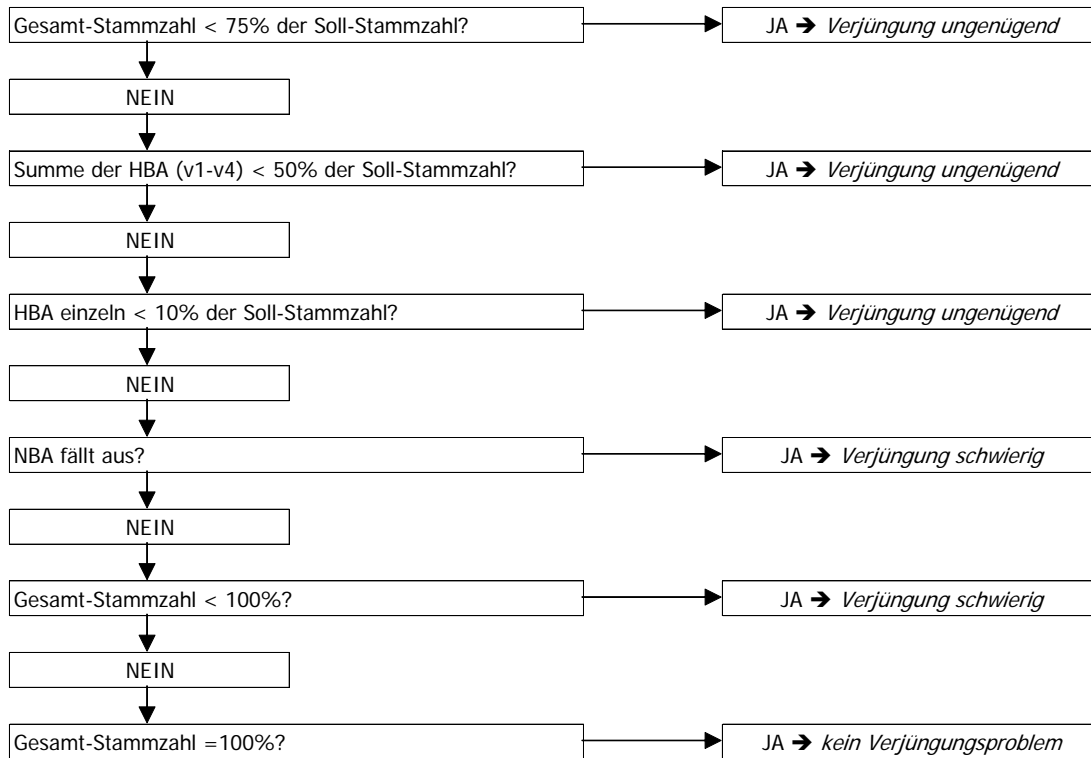 Gesamt-Stammzahl < 75% der Soll-Stammzahl?
JA ➔ Verjüngung ungenügend
NEIN
Summe der HBA (v1-v4) < 50% der Soll-Stammzahl?
JA ➔ Verjüngung ungenügend
NEIN
HBA einzeln < 10% der Soll-Stammzahl?
JA ➔ Verjüngung ungenügend
NEIN
NBA fällt aus?
JA ➔ Verjüngung schwierig
NEIN
Gesamt-Stammzahl < 100%?
JA ➔ Verjüngung schwierig
NEIN
Gesamt-Stammzahl =100%?
JA ➔ kein Verjüngungsproblem